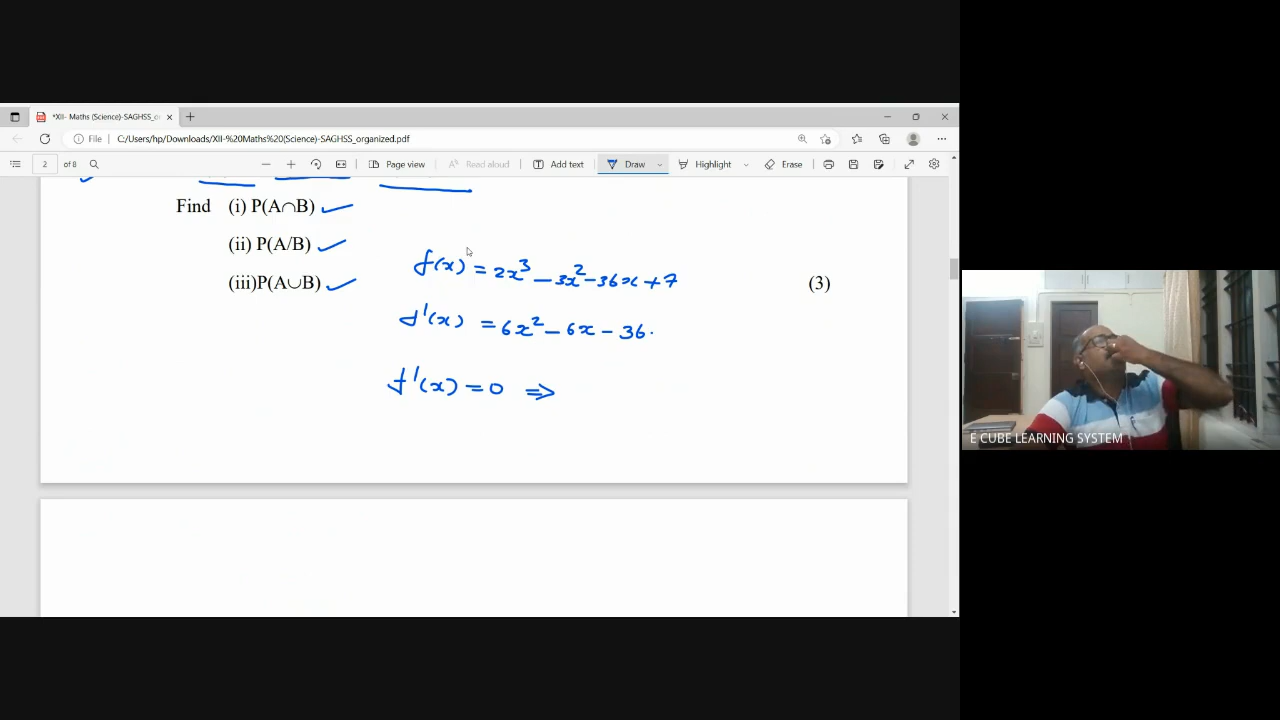 *XII- Maths (Science)-SAGHSS_or
File C:/Users/hp/Downloads/XII-%20Maths%20(Science)-SAGHSS_organized.pdf
2 of 8 Page view Read aloud Add text Draw Highlight Erase
Find (i) P(A∩B)
(ii) P(A/B)
(iii)P(A∪B) (3)
f(x) = 2x³ − 3x² − 36x + 7
f'(x) = 6x² − 6x − 36.
f'(x) = 0 ⇒
E CUBE LEARNING SYSTEM